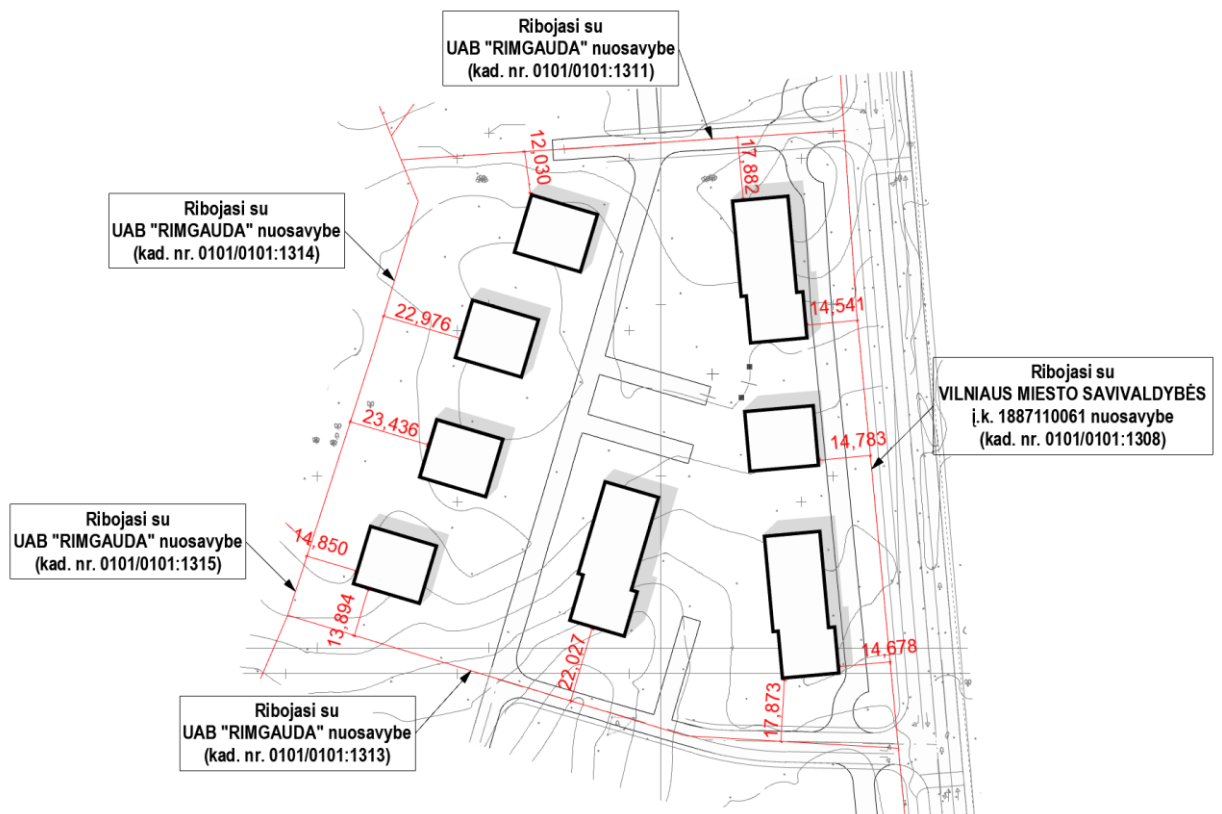 Ribojasi su
UAB "RIMGAUDA" nuosavybe
(kad. nr. 0101/0101:1311)
12,030
17,882
Ribojasi su
UAB "RIMGAUDA" nuosavybe
(kad. nr. 0101/0101:1314)
22,976
14,541
Ribojasi su
VILNIAUS MIESTO SAVIVALDYBĖS
į.k. 1887110061 nuosavybe
(kad. nr. 0101/0101:1308)
23,436
14,783
Ribojasi su
UAB "RIMGAUDA" nuosavybe
(kad. nr. 0101/0101:1315)
14,850
13,894
22,027
14,678
17,873
Ribojasi su
UAB "RIMGAUDA" nuosavybe
(kad. nr. 0101/0101:1313)